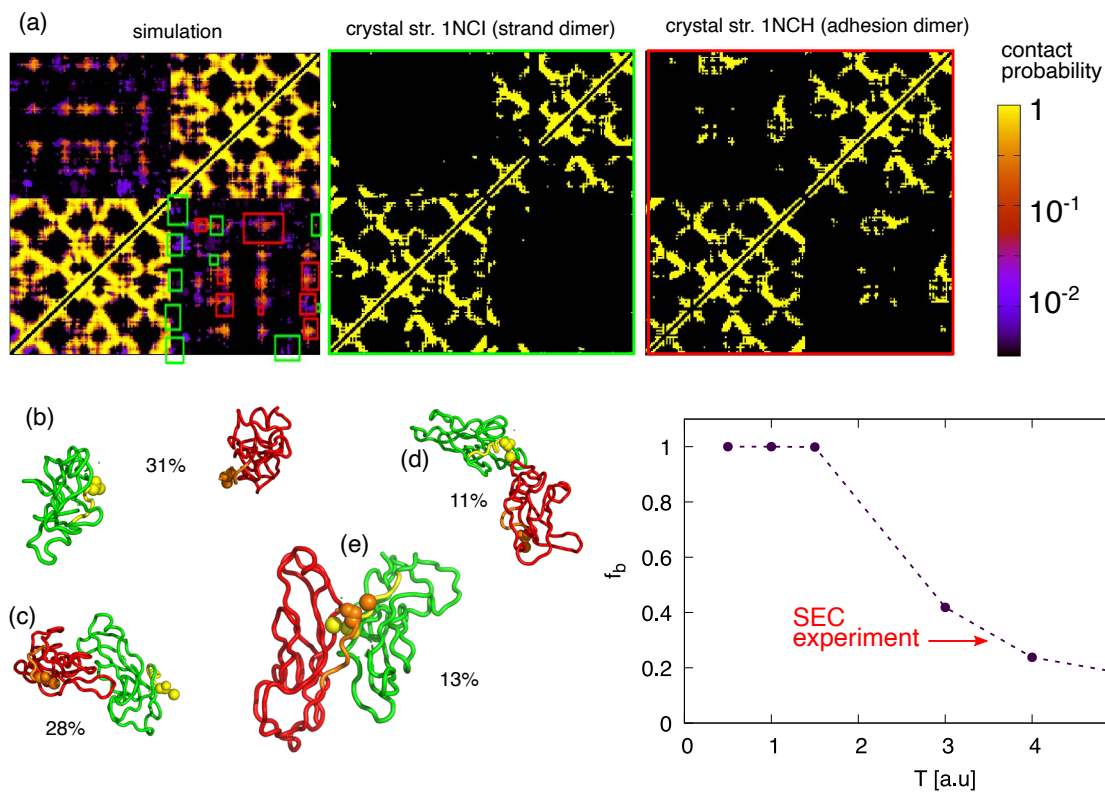 (a)
simulation
crystal str. 1NCI (strand dimer)
crystal str. 1NCH (adhesion dimer)
contact
probability
1
10-1
10-2
(b)
31%
(c)
28%
(d)
11%
(e)
13%
1
0.8
0.6
0.4
0.2
0
fb
SEC
experiment
0 1 2 3 4
T [a.u]